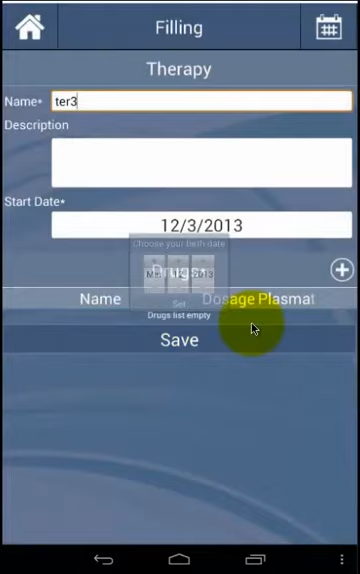 Filling
Therapy
Name*
ter3
Description
Start Date*
12/3/2013
Choose your birth date
Drugs*
2013
Name
Dosage Plasmat
Set
Drugs list empty
Save